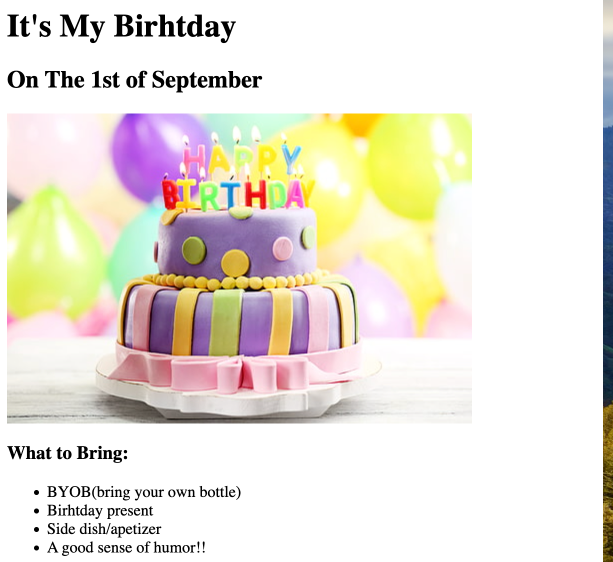 It's My Birhtday
On The 1st of September
HAPPY
BIRTHDAY
What to Bring:
BYOB(bring your own bottle)
Birhtday present
Side dish/apetizer
A good sense of humor!!